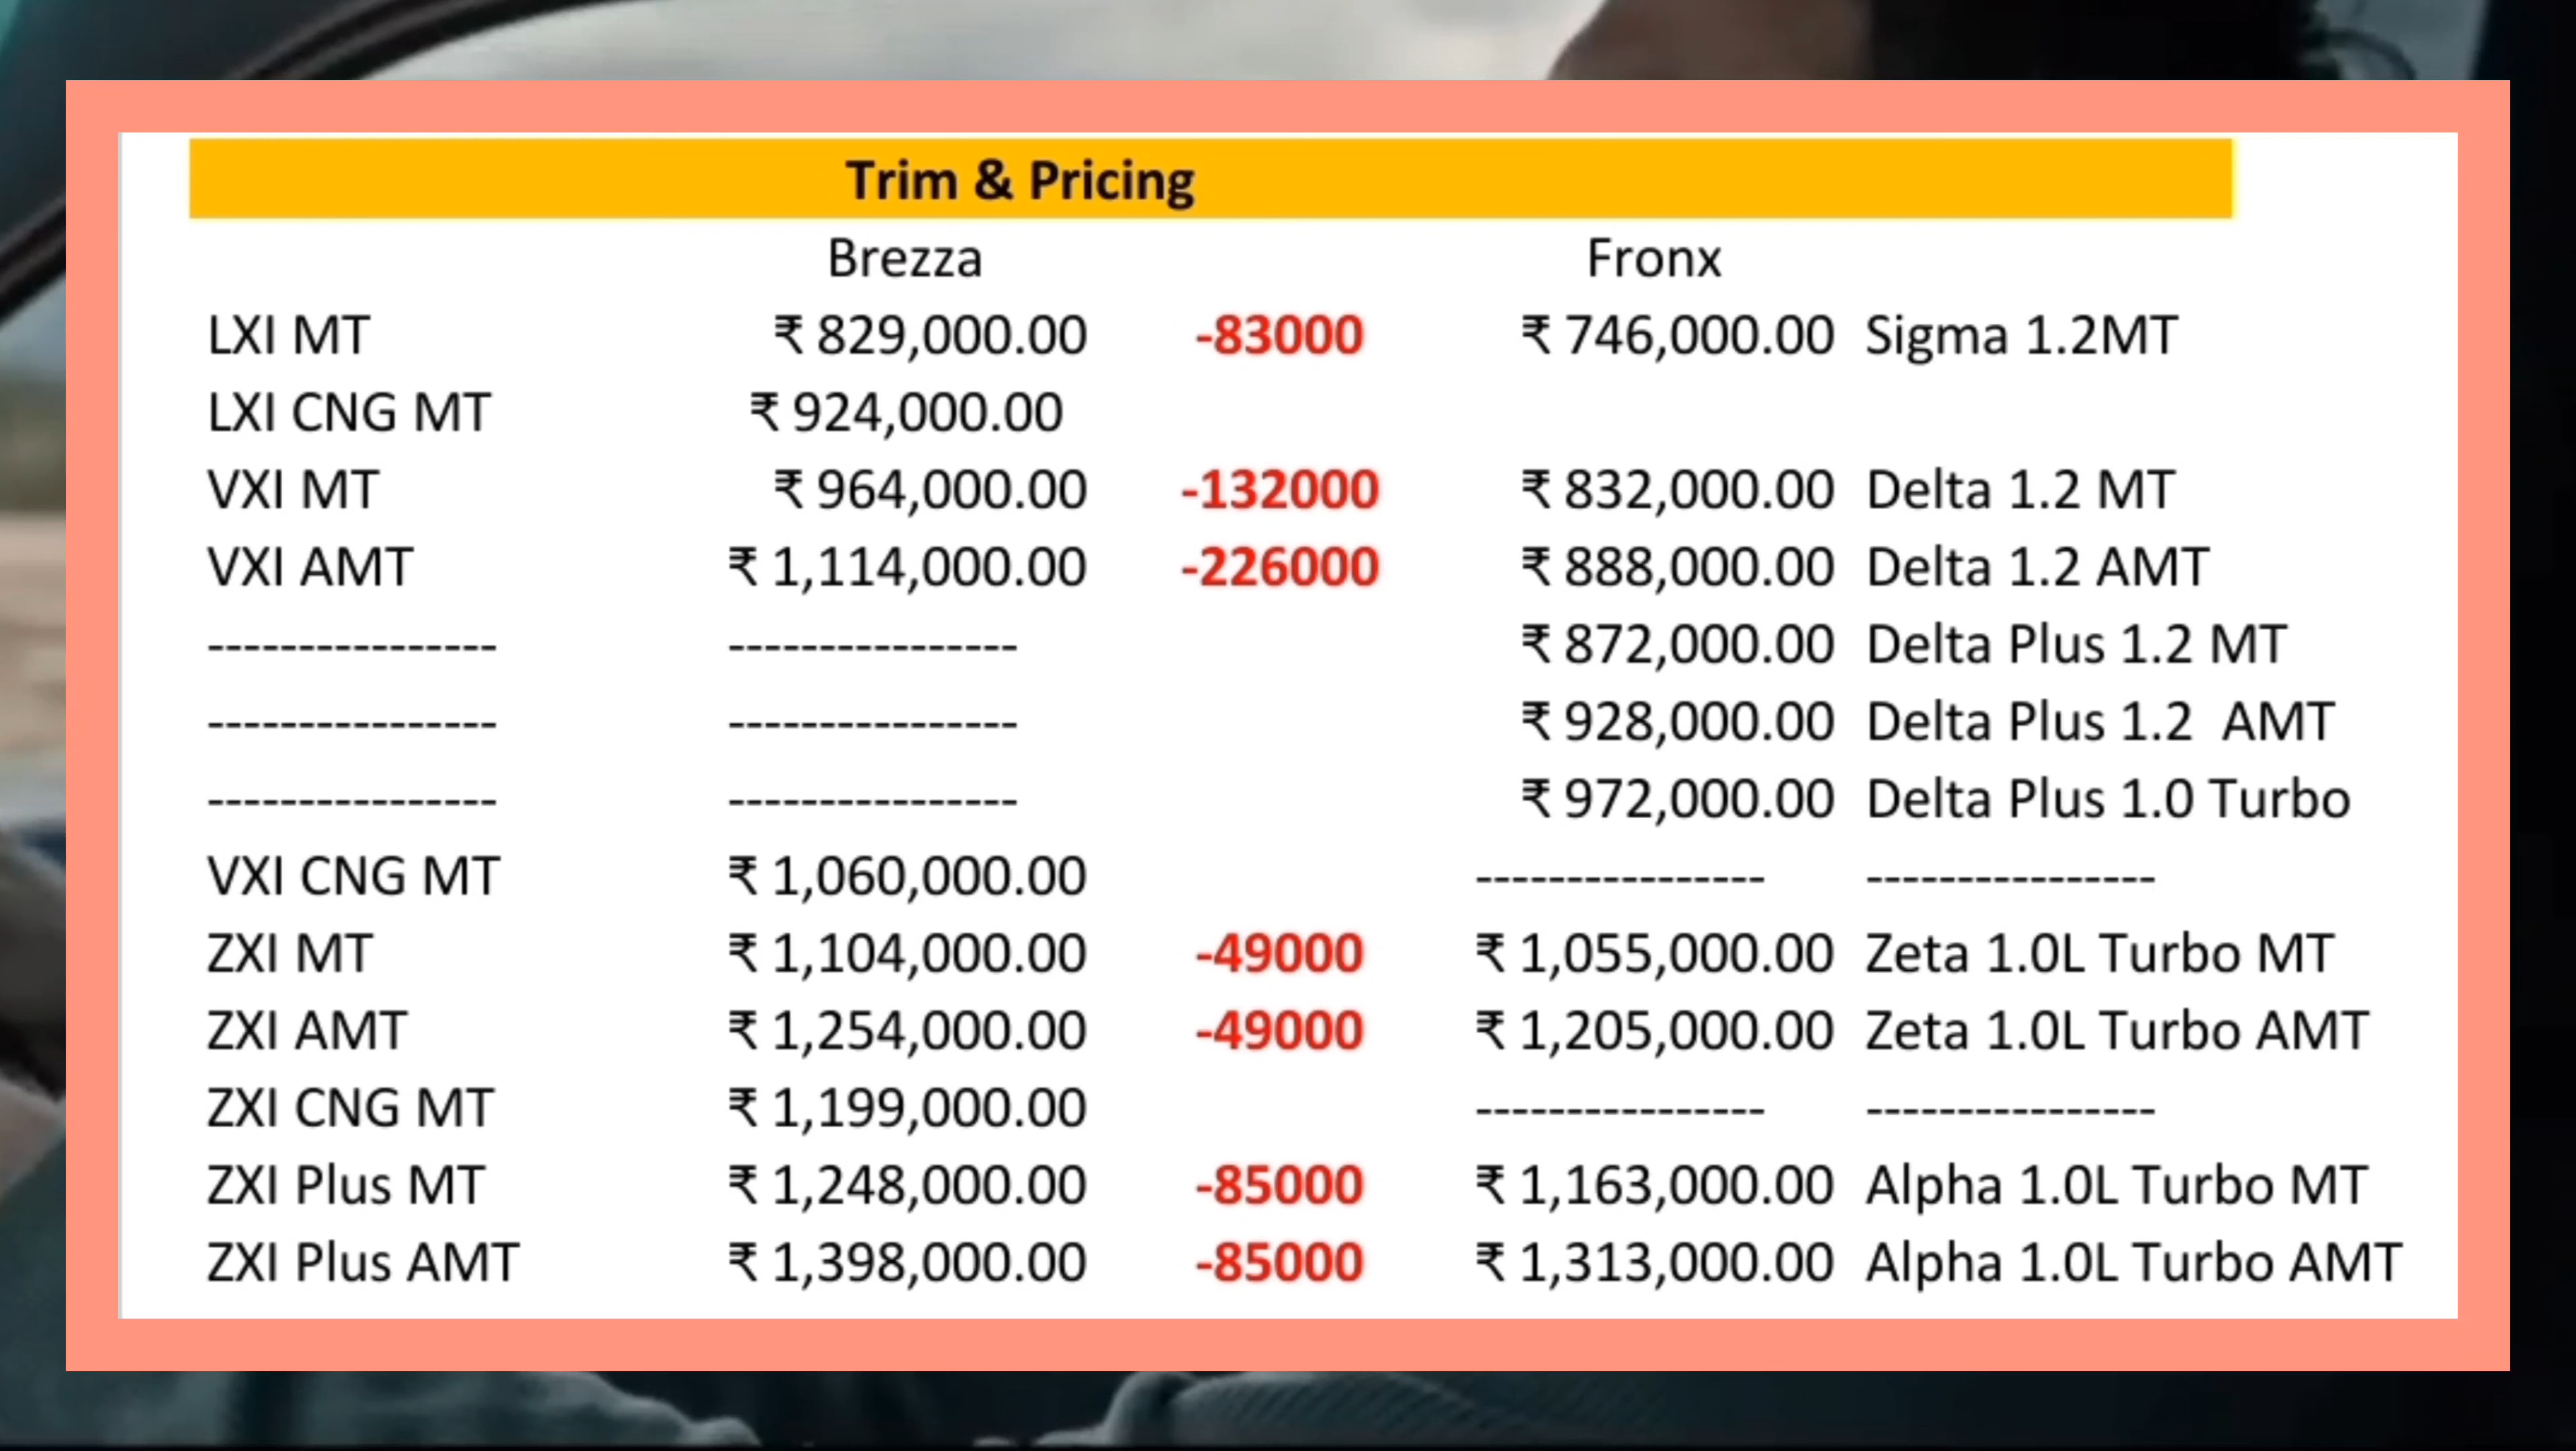 Trim & Pricing
Brezza Fronx
LXI MT ₹ 829,000.00 -83000 ₹ 746,000.00 Sigma 1.2MT
LXI CNG MT ₹ 924,000.00
VXI MT ₹ 964,000.00 -132000 ₹ 832,000.00 Delta 1.2 MT
VXI AMT ₹ 1,114,000.00 -226000 ₹ 888,000.00 Delta 1.2 AMT
---------------- ---------------- ₹ 872,000.00 Delta Plus 1.2 MT
---------------- ---------------- ₹ 928,000.00 Delta Plus 1.2  AMT
---------------- ---------------- ₹ 972,000.00 Delta Plus 1.0 Turbo
VXI CNG MT ₹ 1,060,000.00 ---------------- ----------------
ZXI MT ₹ 1,104,000.00 -49000 ₹ 1,055,000.00 Zeta 1.0L Turbo MT
ZXI AMT ₹ 1,254,000.00 -49000 ₹ 1,205,000.00 Zeta 1.0L Turbo AMT
ZXI CNG MT ₹ 1,199,000.00 ---------------- ----------------
ZXI Plus MT ₹ 1,248,000.00 -85000 ₹ 1,163,000.00 Alpha 1.0L Turbo MT
ZXI Plus AMT ₹ 1,398,000.00 -85000 ₹ 1,313,000.00 Alpha 1.0L Turbo AMT